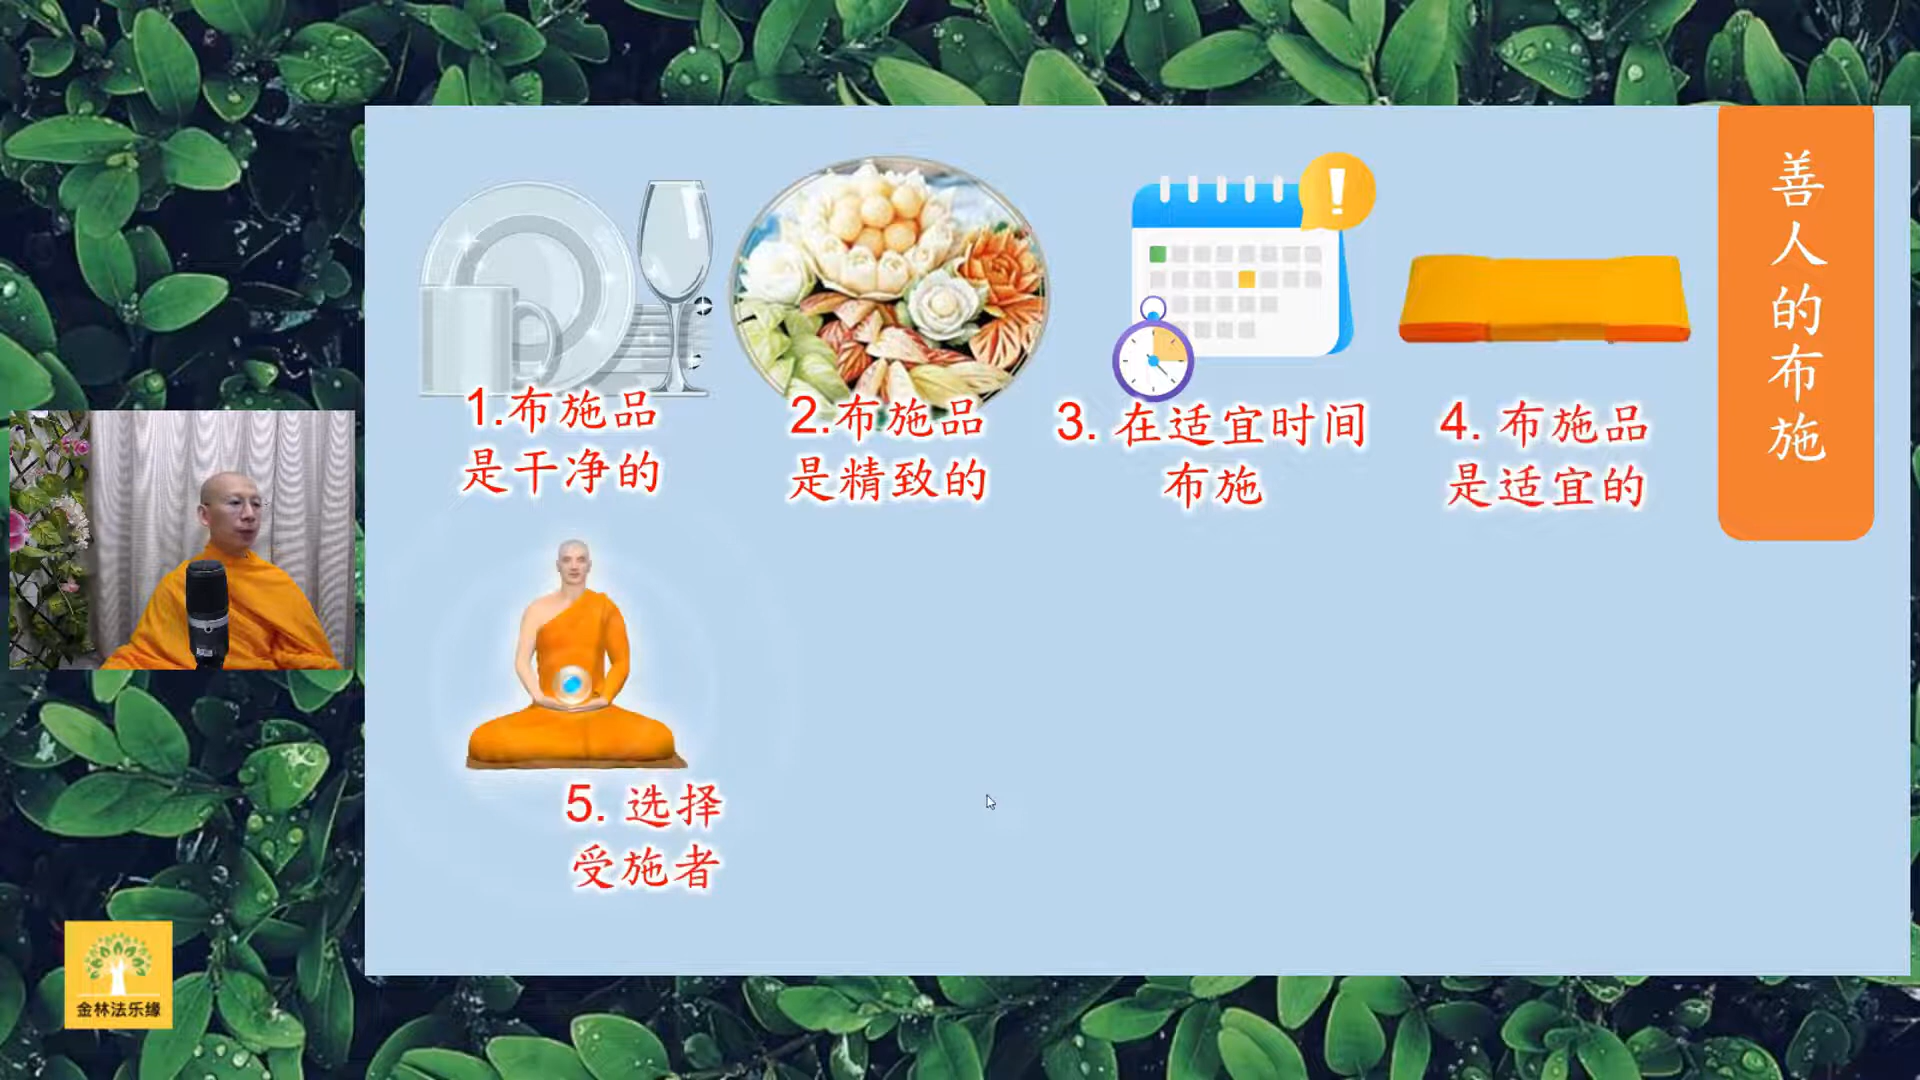 善人的布施
1.布施品
是干净的
2.布施品
是精致的
3. 在适宜时间
布施
4. 布施品
是适宜的
5. 选择
受施者
金林法乐缘